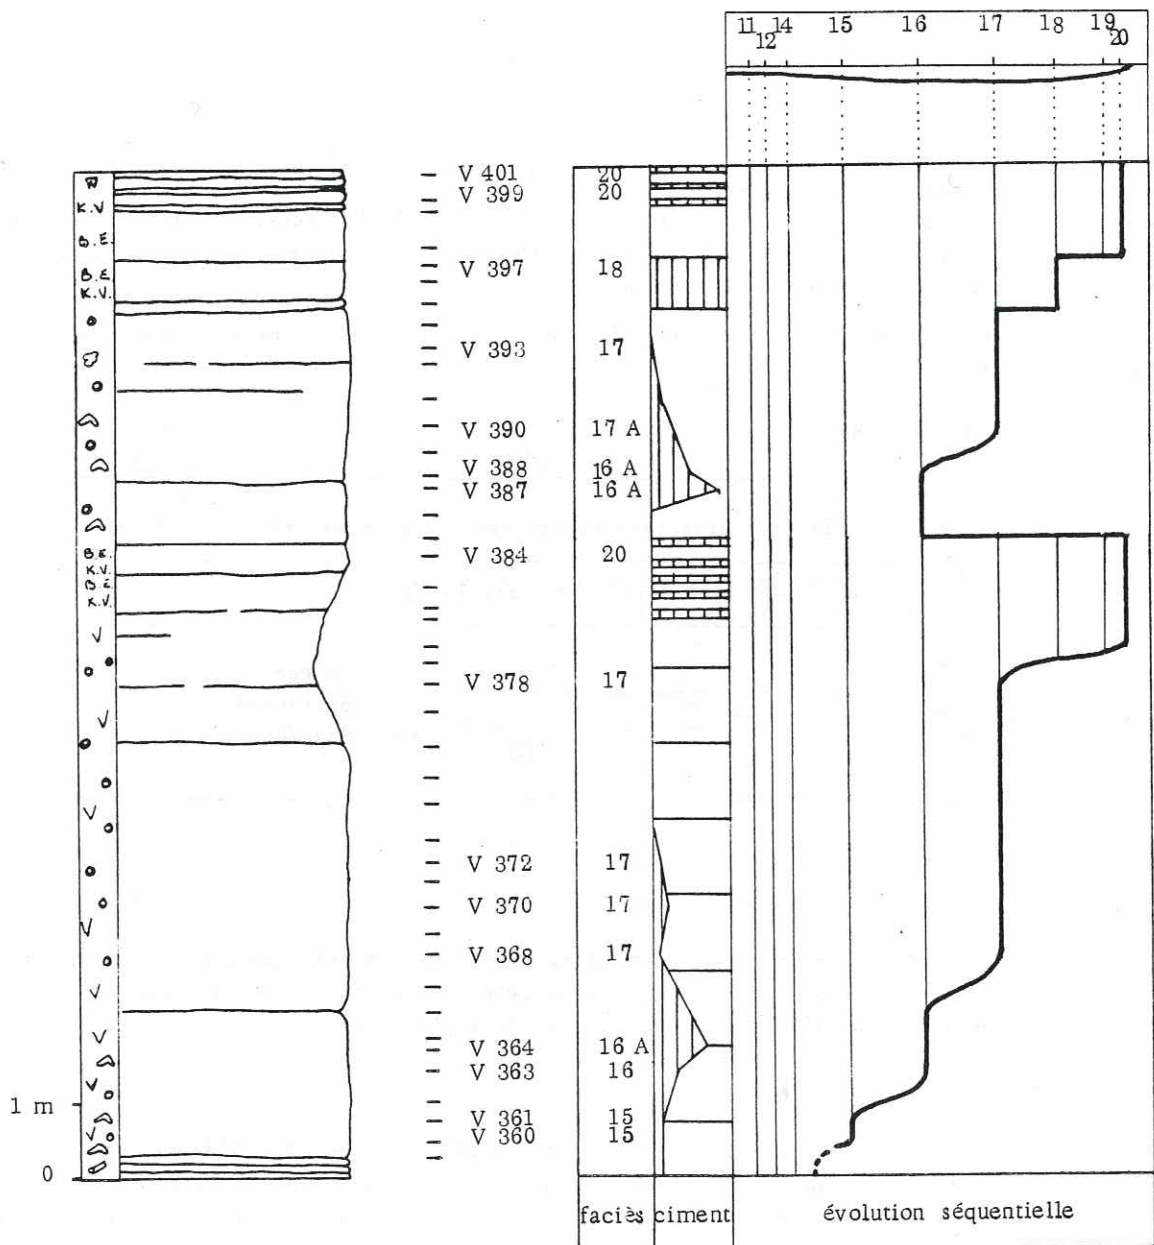 11 12 14 15 16 17 18 19 20
V 401 20
K.V. V 399 20
B.E.
B.E. V 397 18
K.V.
V 393 17
V 390 17 A
V 388 16 A
V 387 16 A
B.E. V 384 20
K.V.
B.E.
K.V.
V
V 378 17
V
V
V 372 17
V 370 17
V
V 368 17
V
V
V 364 16 A
V 363 16
V
1 m
V 361 15
V
V 360 15
0
faciès ciment évolution séquentielle